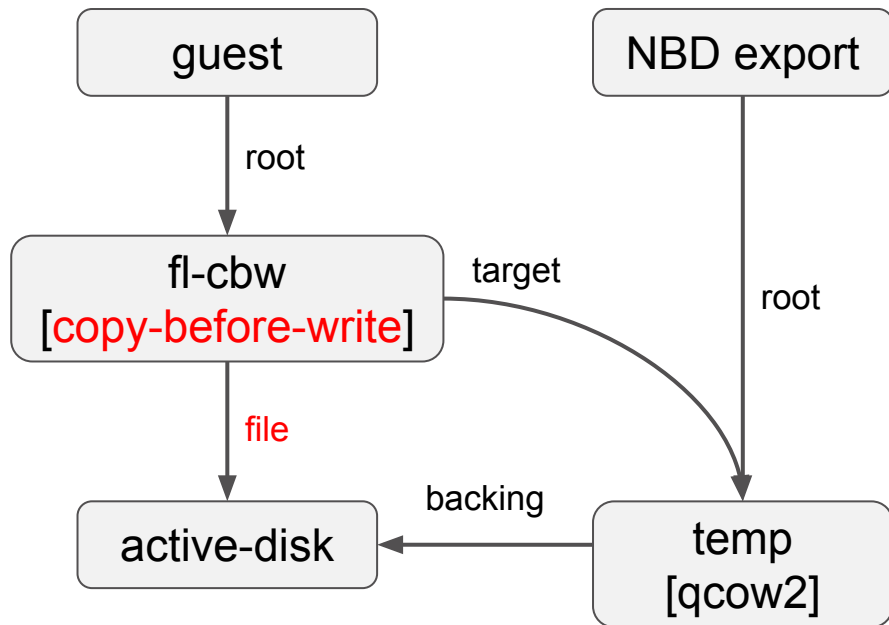 guest
NBD export
root
fl-cbw
[copy-before-write]
target
root
file
backing
active-disk
temp
[qcow2]